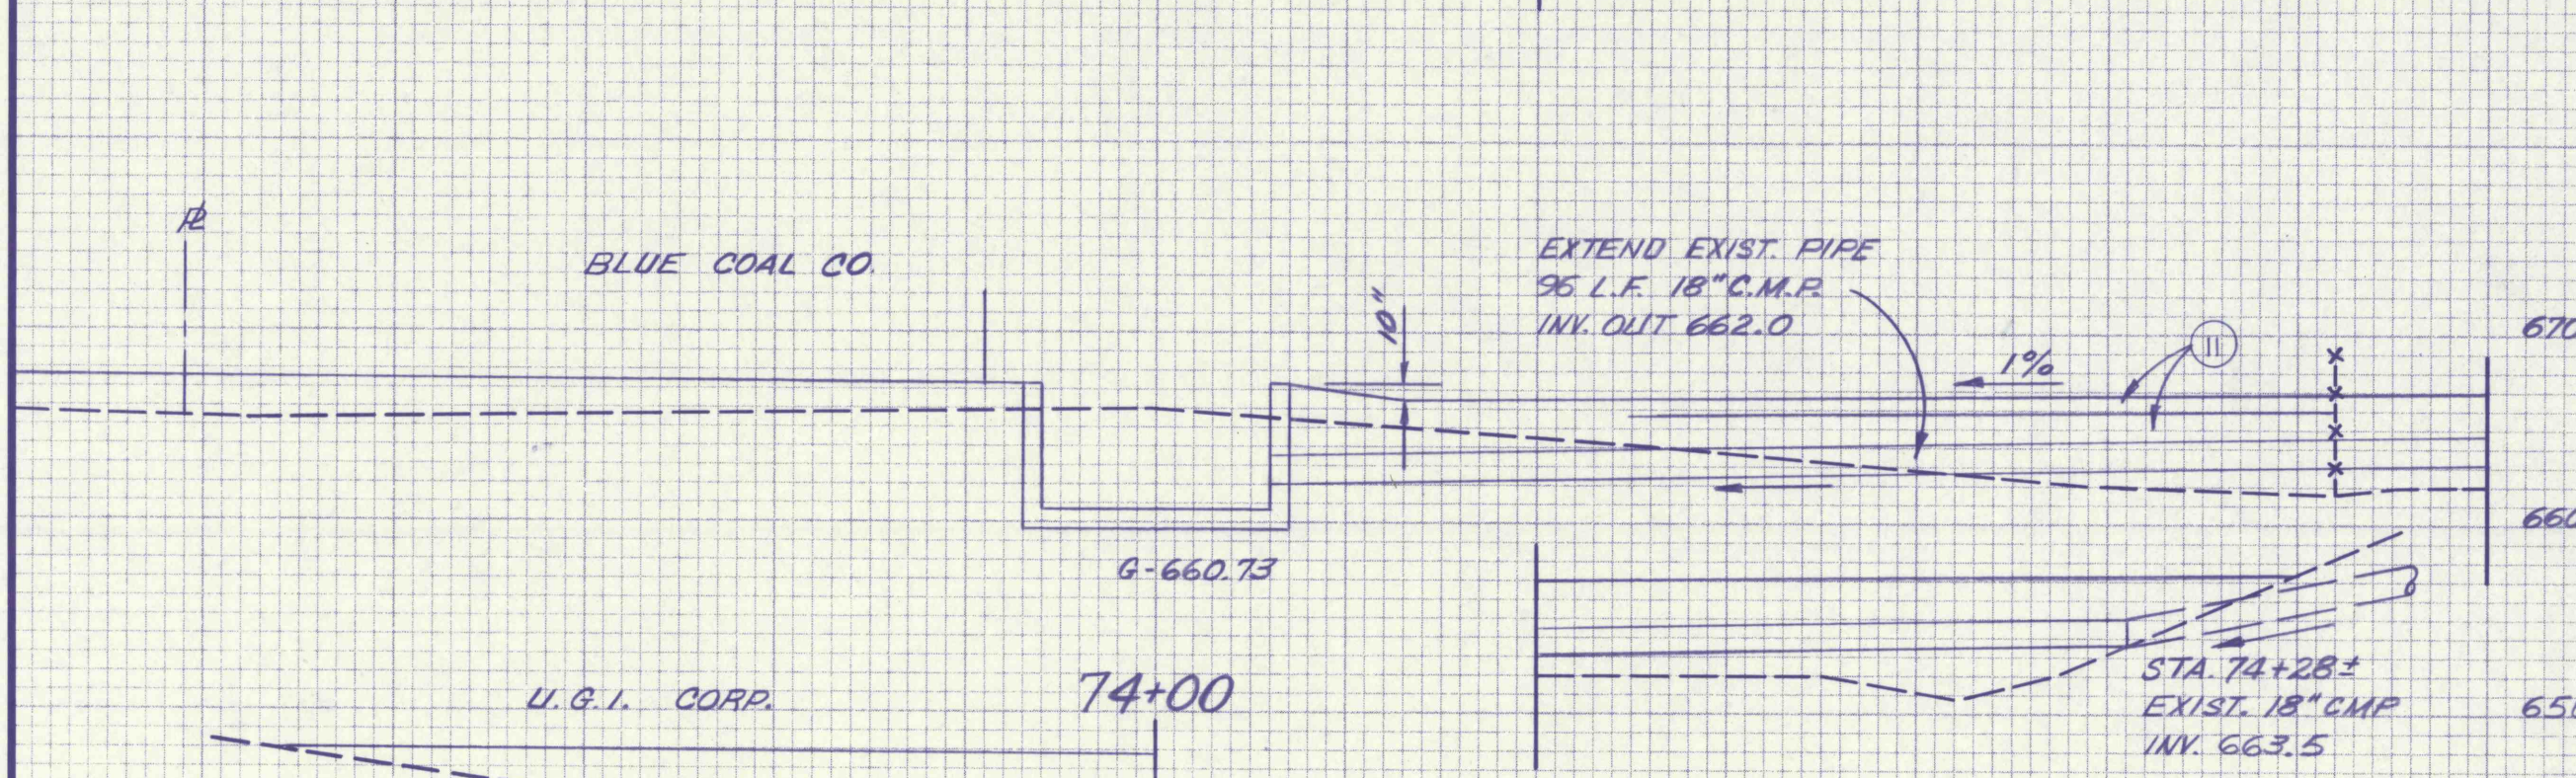 PL
BLUE COAL CO.
EXTEND EXIST. PIPE
96 L.F. 18" C.M.P.
INV. OUT 662.0
10"
1%
11
670
660
G-660.73
U.G.I. CORP.
74+00
STA. 74+28±
EXIST. 18" CMP
INV. 663.5
650